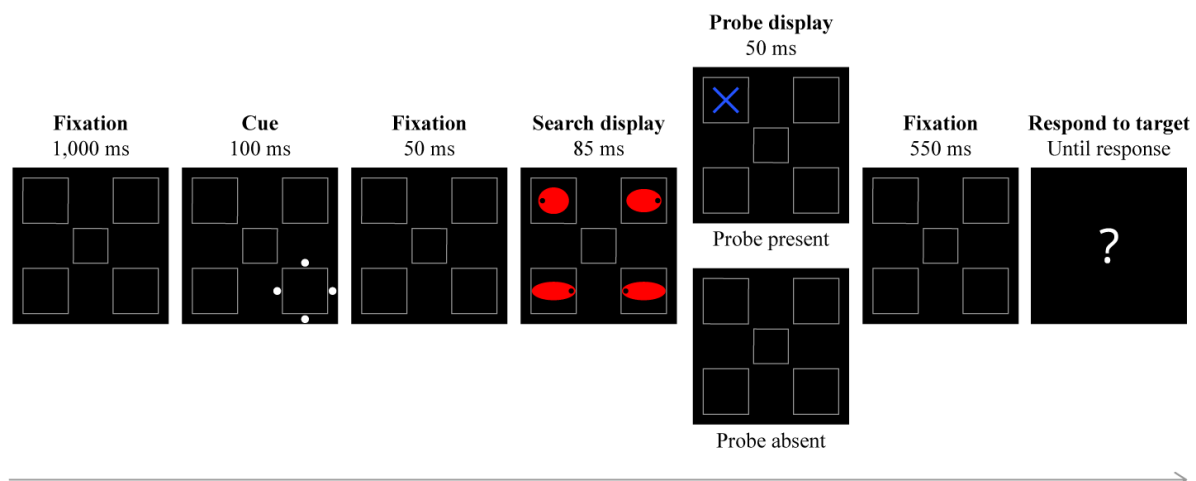 Probe display
50 ms
Fixation
1,000 ms
Cue
100 ms
Fixation
50 ms
Search display
85 ms
Probe present
Probe absent
Fixation
550 ms
Respond to target
Until response
?